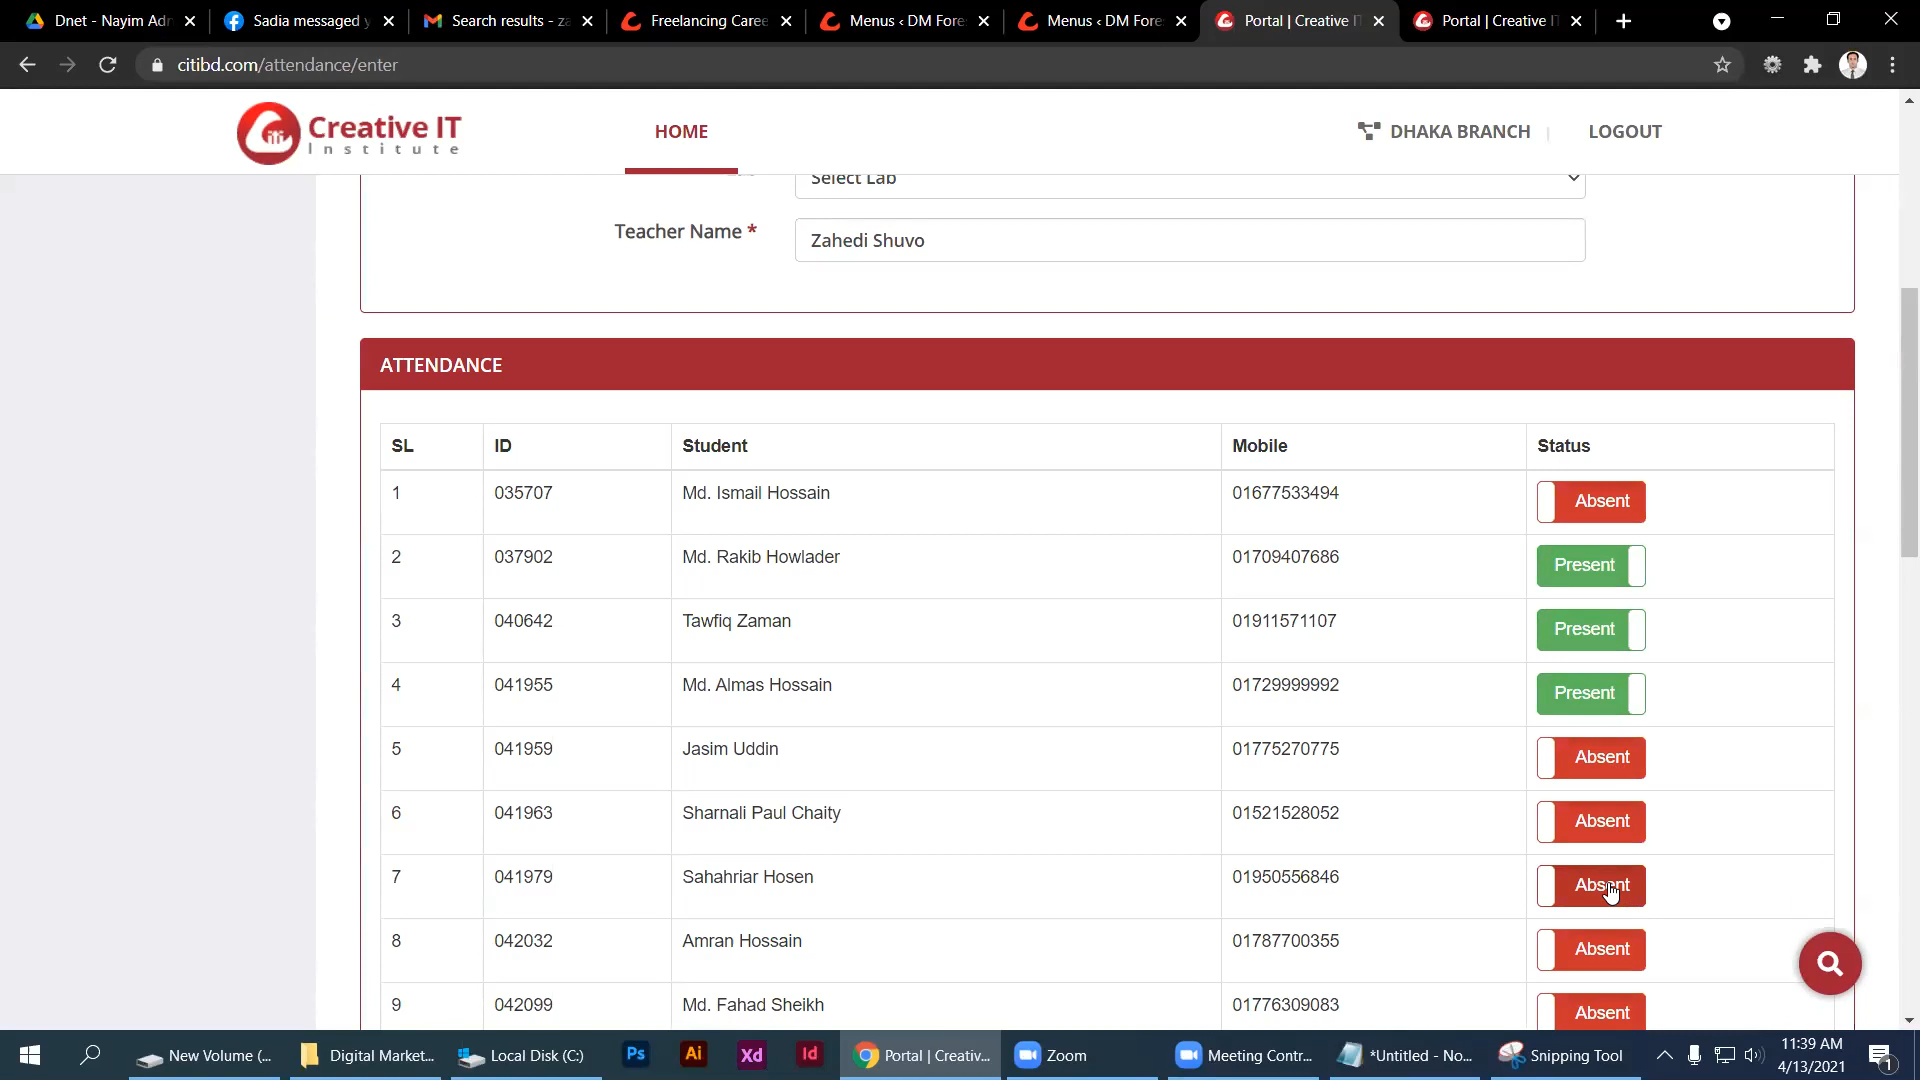 Dnet - Nayim Adn
Sadia messaged y
Search results - za
Freelancing Caree
Menus ‹ DM Fore
Menus ‹ DM Fore
Portal | Creative IT
Portal | Creative IT
citibd.com/attendance/enter
Creative IT
Institute
HOME
DHAKA BRANCH
LOGOUT
Select Lab
Teacher Name *
Zahedi Shuvo
ATTENDANCE
SL ID Student Mobile Status
1 035707 Md. Ismail Hossain 01677533494 Absent
2 037902 Md. Rakib Howlader 01709407686 Present
3 040642 Tawfiq Zaman 01911571107 Present
4 041955 Md. Almas Hossain 01729999992 Present
5 041959 Jasim Uddin 01775270775 Absent
6 041963 Sharnali Paul Chaity 01521528052 Absent
7 041979 Sahahriar Hosen 01950556846 Absent
8 042032 Amran Hossain 01787700355 Absent
9 042099 Md. Fahad Sheikh 01776309083 Absent
New Volume (...
Digital Market...
Local Disk (C:)
Ps
Ai
Xd
Id
Portal | Creativ...
Zoom
Meeting Contr...
*Untitled - No...
Snipping Tool
11:39 AM
4/13/2021
1